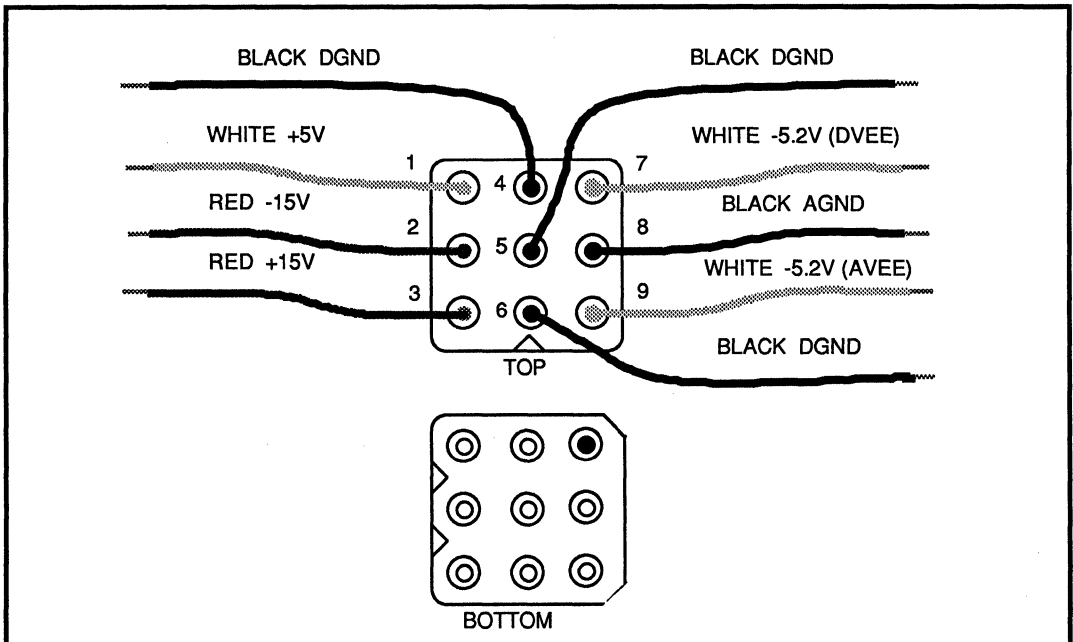 BLACK DGND
BLACK DGND
WHITE +5V
WHITE -5.2V (DVEE)
1
4
7
RED -15V
BLACK AGND
2
5
8
RED +15V
WHITE -5.2V (AVEE)
3
6
9
BLACK DGND
TOP
BOTTOM